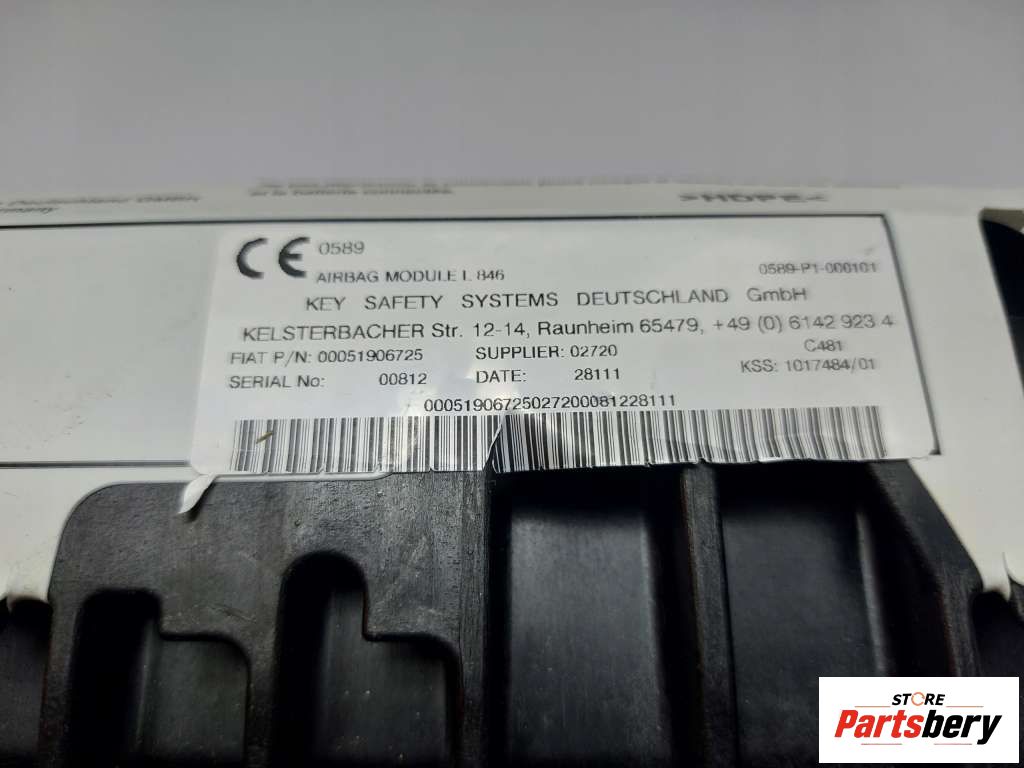 >HDPE<
CE 0589
AIRBAG MODULE L 846
0589-P1-000101
KEY SAFETY SYSTEMS DEUTSCHLAND GmbH
KELSTERBACHER Str. 12-14, Raunheim 65479, +49 (0) 6142 923 4
FIAT P/N: 00051906725 SUPPLIER: 02720 C481
SERIAL No: 00812 DATE: 28111 KSS: 1017484/01
00051906725027200081228111
STORE
Partsbery